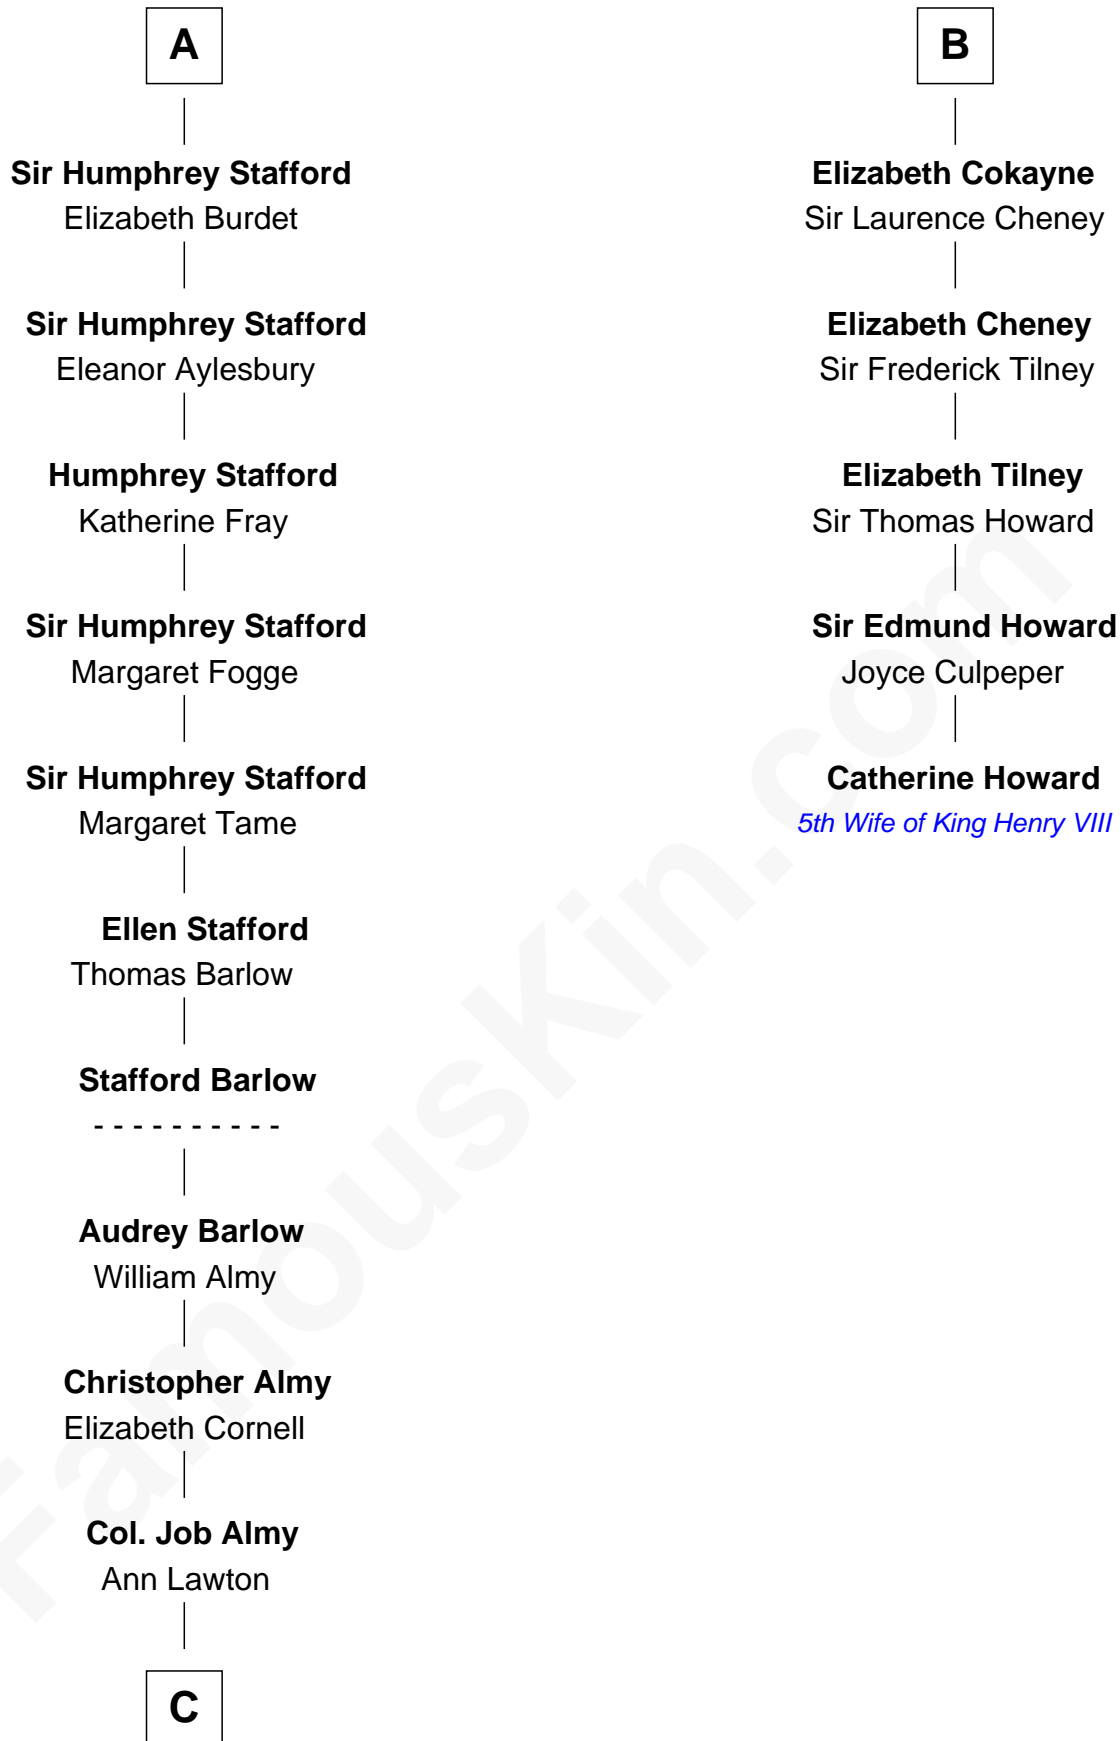 A
Sir Humphrey Stafford
Elizabeth Burdet
Sir Humphrey Stafford
Eleanor Aylesbury
Humphrey Stafford
Katherine Fray
Sir Humphrey Stafford
Margaret Fogge
Sir Humphrey Stafford
Margaret Tame
Ellen Stafford
Thomas Barlow
Stafford Barlow
- - - - - - - - - -
Audrey Barlow
William Almy
Christopher Almy
Elizabeth Cornell
Col. Job Almy
Ann Lawton
C
B
Elizabeth Cokayne
Sir Laurence Cheney
Elizabeth Cheney
Sir Frederick Tilney
Elizabeth Tilney
Sir Thomas Howard
Sir Edmund Howard
Joyce Culpeper
Catherine Howard
5th Wife of King Henry VIII
FamousKin.com